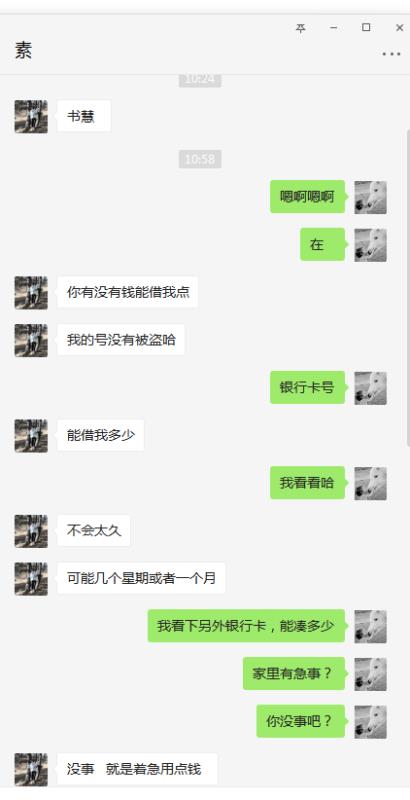 素
10:24
书慧
10:58
嗯啊嗯啊
在
你有没有钱能借我点
我的号没有被盗哈
银行卡号
能借我多少
我看看哈
不会太久
可能几个星期或者一个月
我看下另外银行卡，能凑多少
家里有急事？
你没事吧？
没事 就是着急用点钱